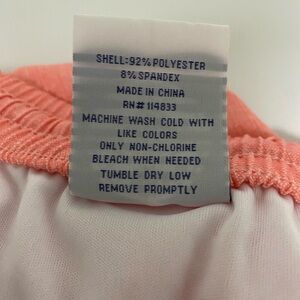 SHELL:92% POLYESTER
8% SPANDEX
MADE IN CHINA
RN# 114833
MACHINE WASH COLD WITH
LIKE COLORS
ONLY NON-CHLORINE
BLEACH WHEN NEEDED
TUMBLE DRY LOW
REMOVE PROMPTLY